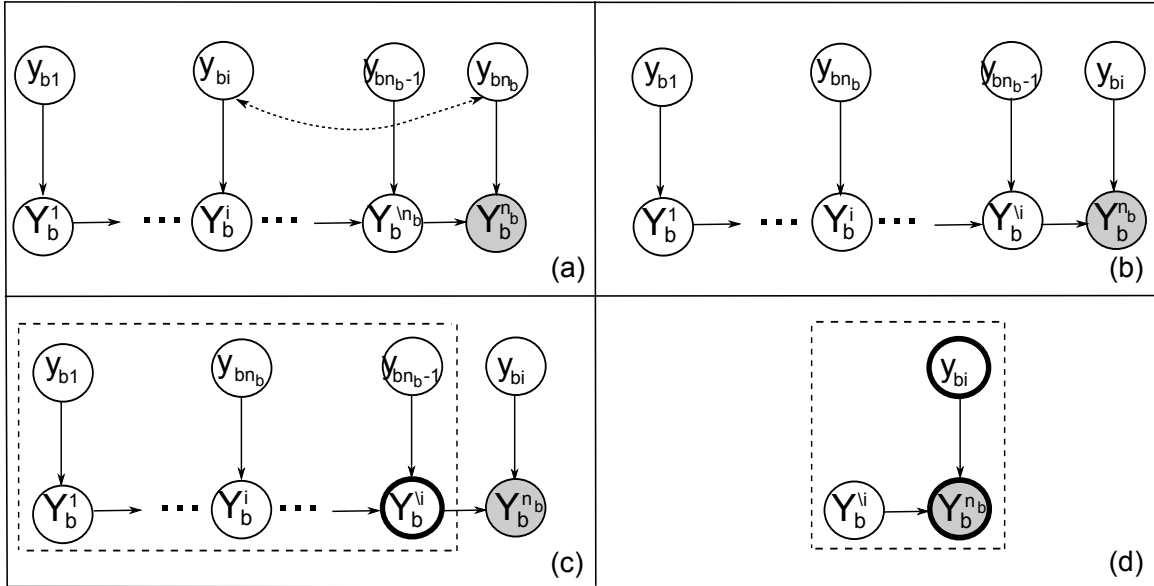 y_{b1} y_{bi} y_{bn_b-1} y_{bn_b}
Y_b^1 ... Y_b^i ... Y_b^{\n_b} Y_b^{n_b}
(a)
y_{b1} y_{bn_b} y_{bn_b-1} y_{bi}
Y_b^1 ... Y_b^i ... Y_b^{\i} Y_b^{n_b}
(b)
y_{b1} y_{bn_b} y_{bn_b-1} y_{bi}
Y_b^1 ... Y_b^i ... Y_b^{\i} Y_b^{n_b}
(c)
y_{bi}
Y_b^{\i} Y_b^{n_b}
(d)